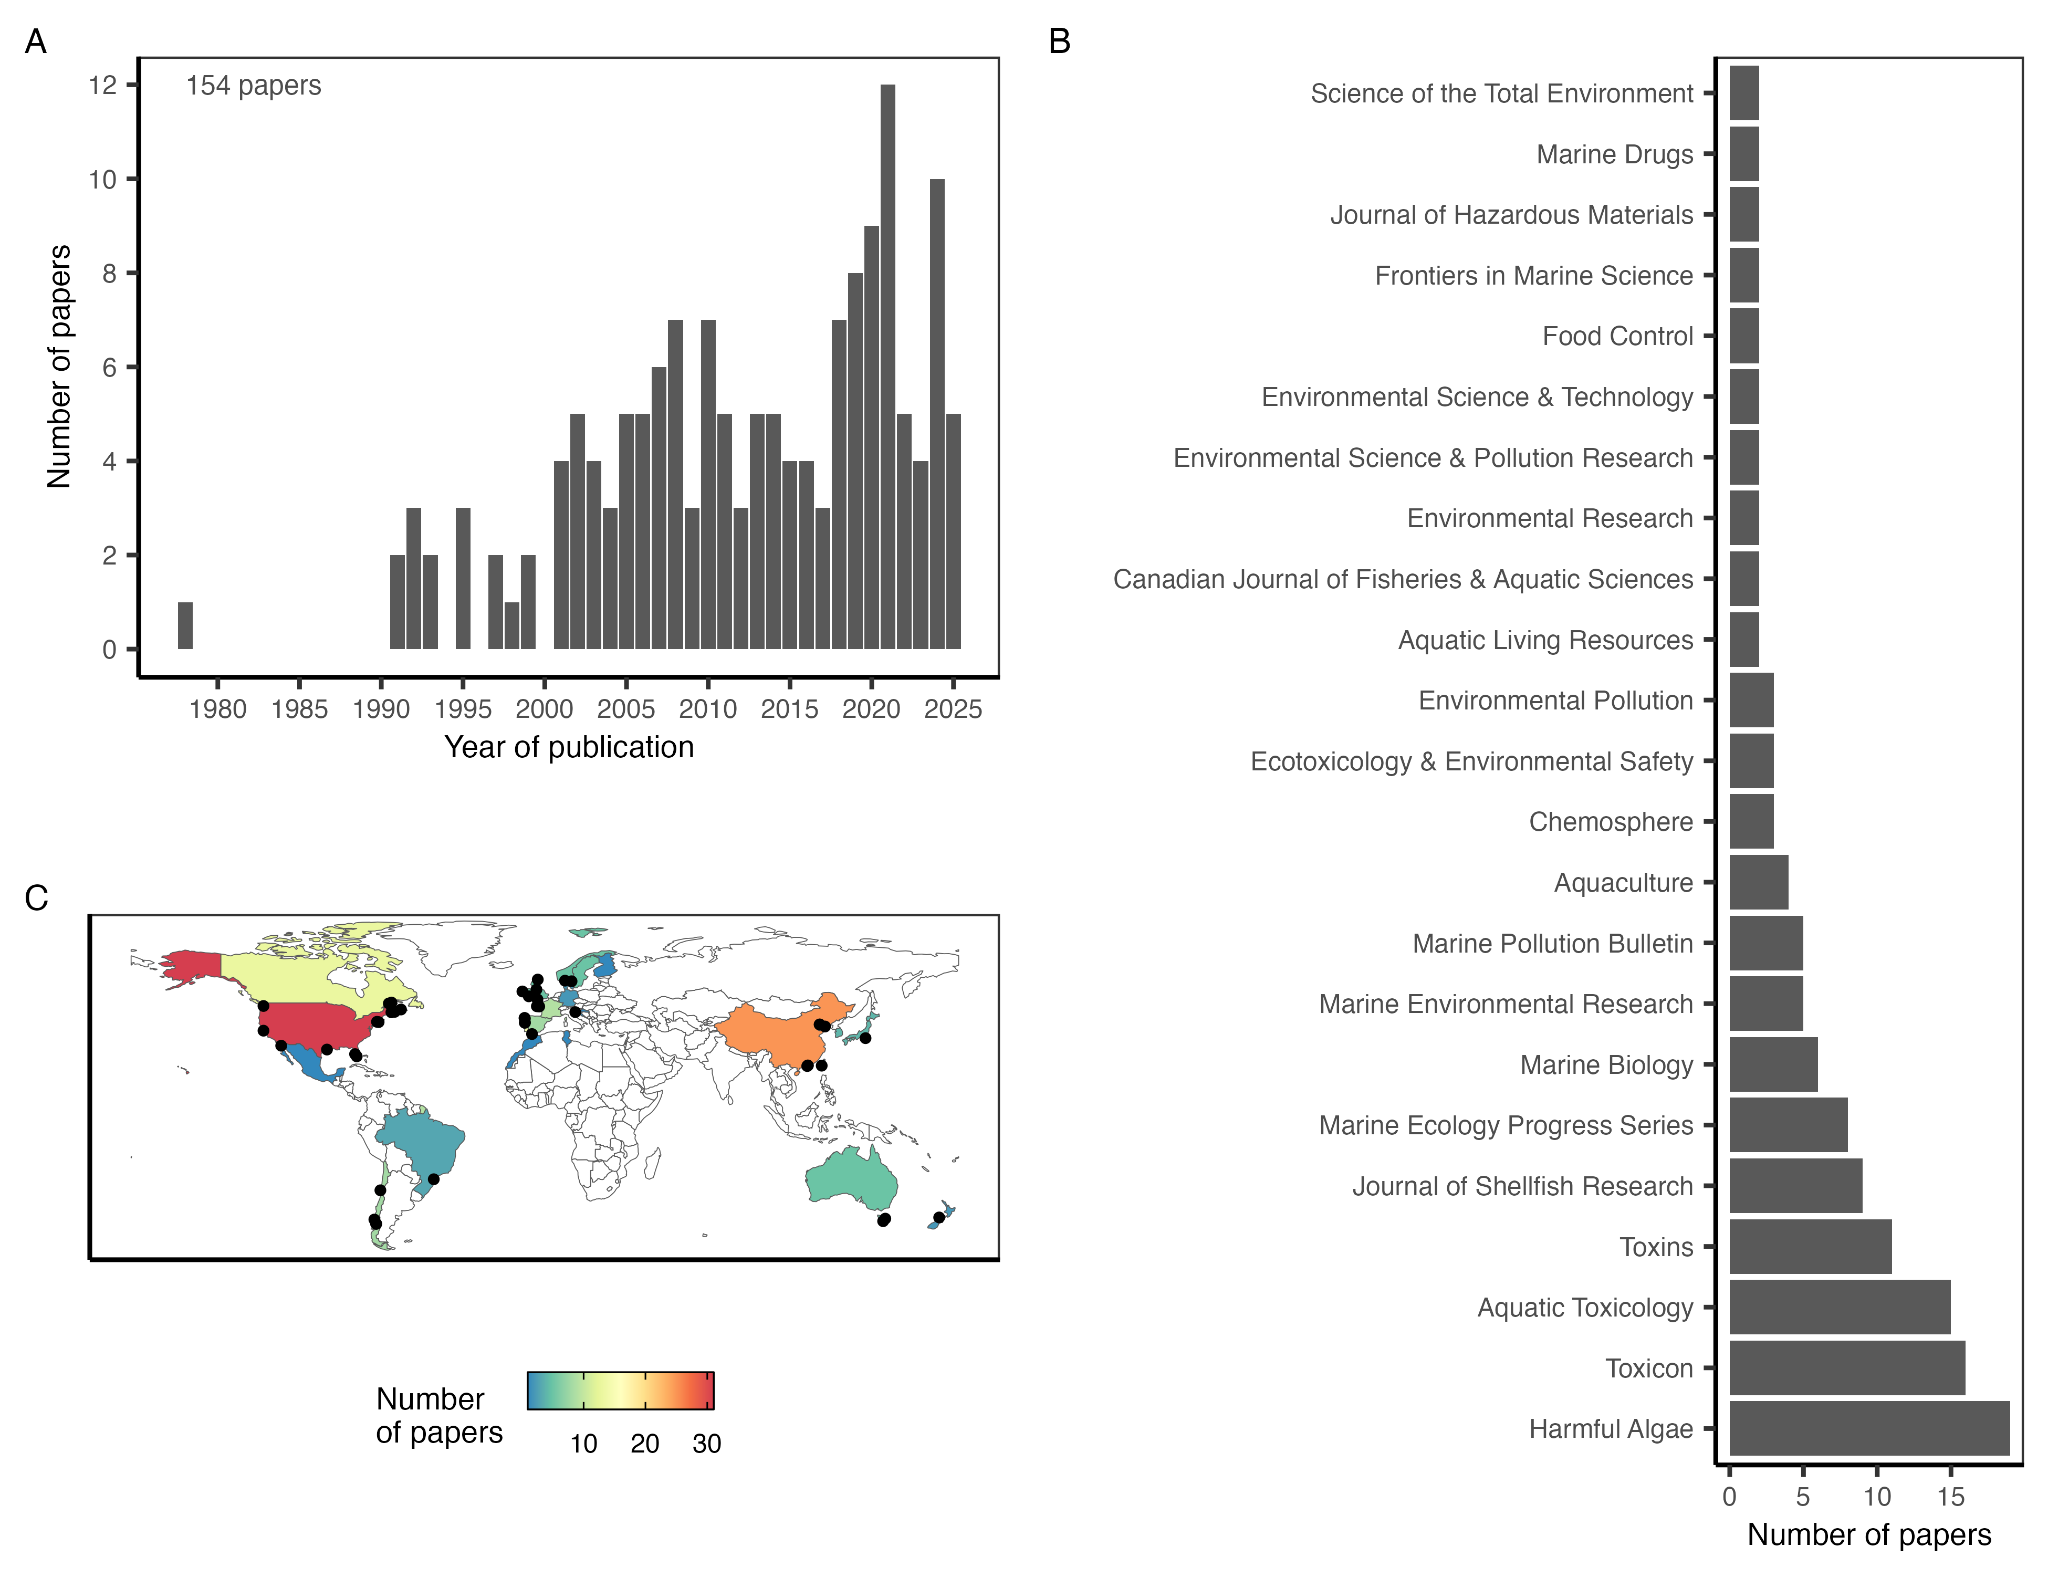 A
154 papers
12
10
8
6
4
2
0
Number of papers
1980 1985 1990 1995 2000 2005 2010 2015 2020 2025
Year of publication
B
Science of the Total Environment
Marine Drugs
Journal of Hazardous Materials
Frontiers in Marine Science
Food Control
Environmental Science & Technology
Environmental Science & Pollution Research
Environmental Research
Canadian Journal of Fisheries & Aquatic Sciences
Aquatic Living Resources
Environmental Pollution
Ecotoxicology & Environmental Safety
Chemosphere
Aquaculture
Marine Pollution Bulletin
Marine Environmental Research
Marine Biology
Marine Ecology Progress Series
Journal of Shellfish Research
Toxins
Aquatic Toxicology
Toxicon
Harmful Algae
0 5 10 15
Number of papers
C
Number
of papers
10 20 30